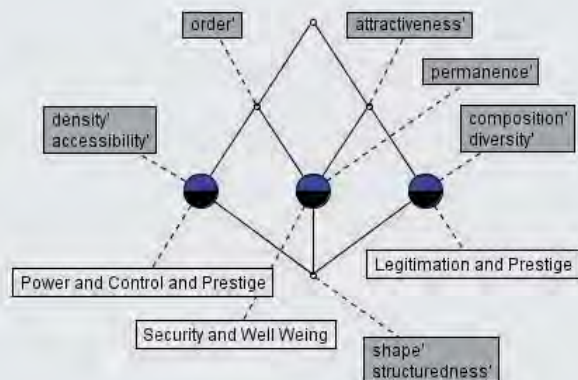 order'
attractiveness'
permanence'
density'
accessibility'
composition'
diversity'
Power and Control and Prestige
Legitimation and Prestige
Security and Well Weing
shape'
structuredness'